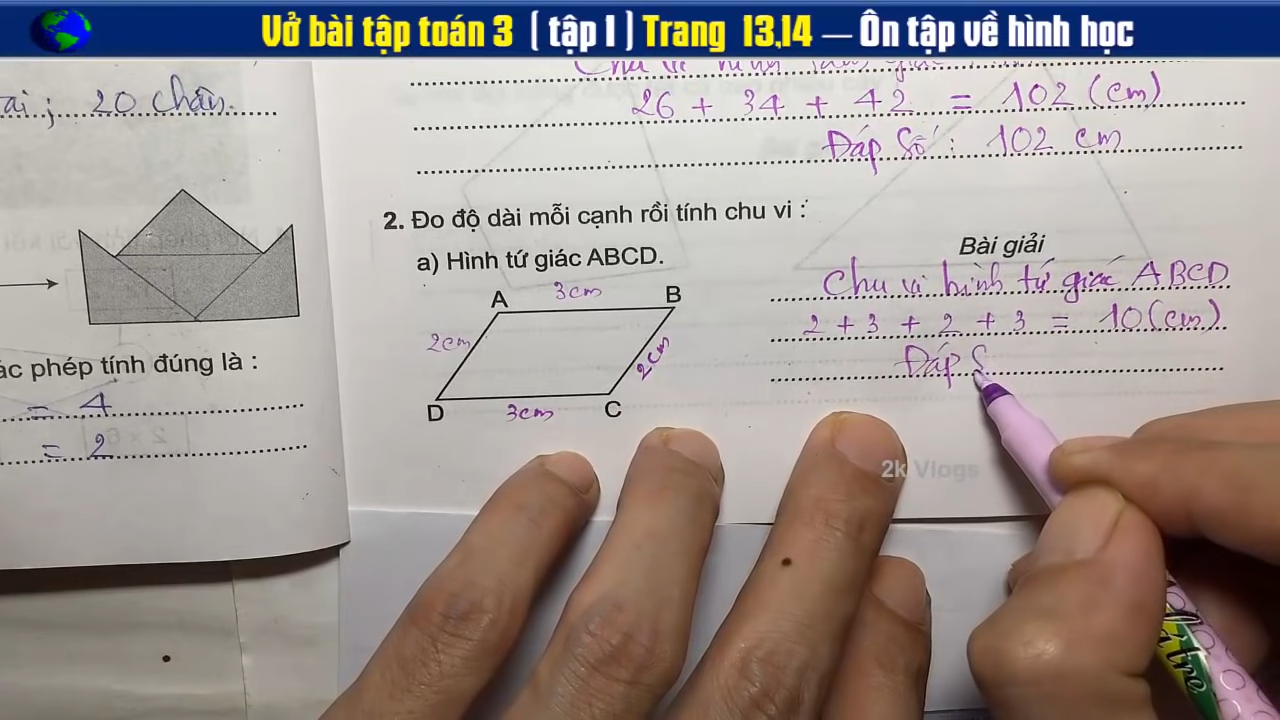 Vở bài tập toán 3 ( tập 1 ) Trang 13,14 — Ôn tập về hình học
20 chân.
26 + 34 + 42 = 102 (cm)
Đáp Số : 102 cm
phép tính đúng là :
= 4
= 2
2. Đo độ dài mỗi cạnh rồi tính chu vi :
a) Hình tứ giác ABCD.
A 3cm B
2cm 2cm
D 3cm C
Bài giải
Chu vi hình tứ giác ABCD
2 + 3 + 2 + 3 = 10 (cm)
Đáp S
2k Vlogs